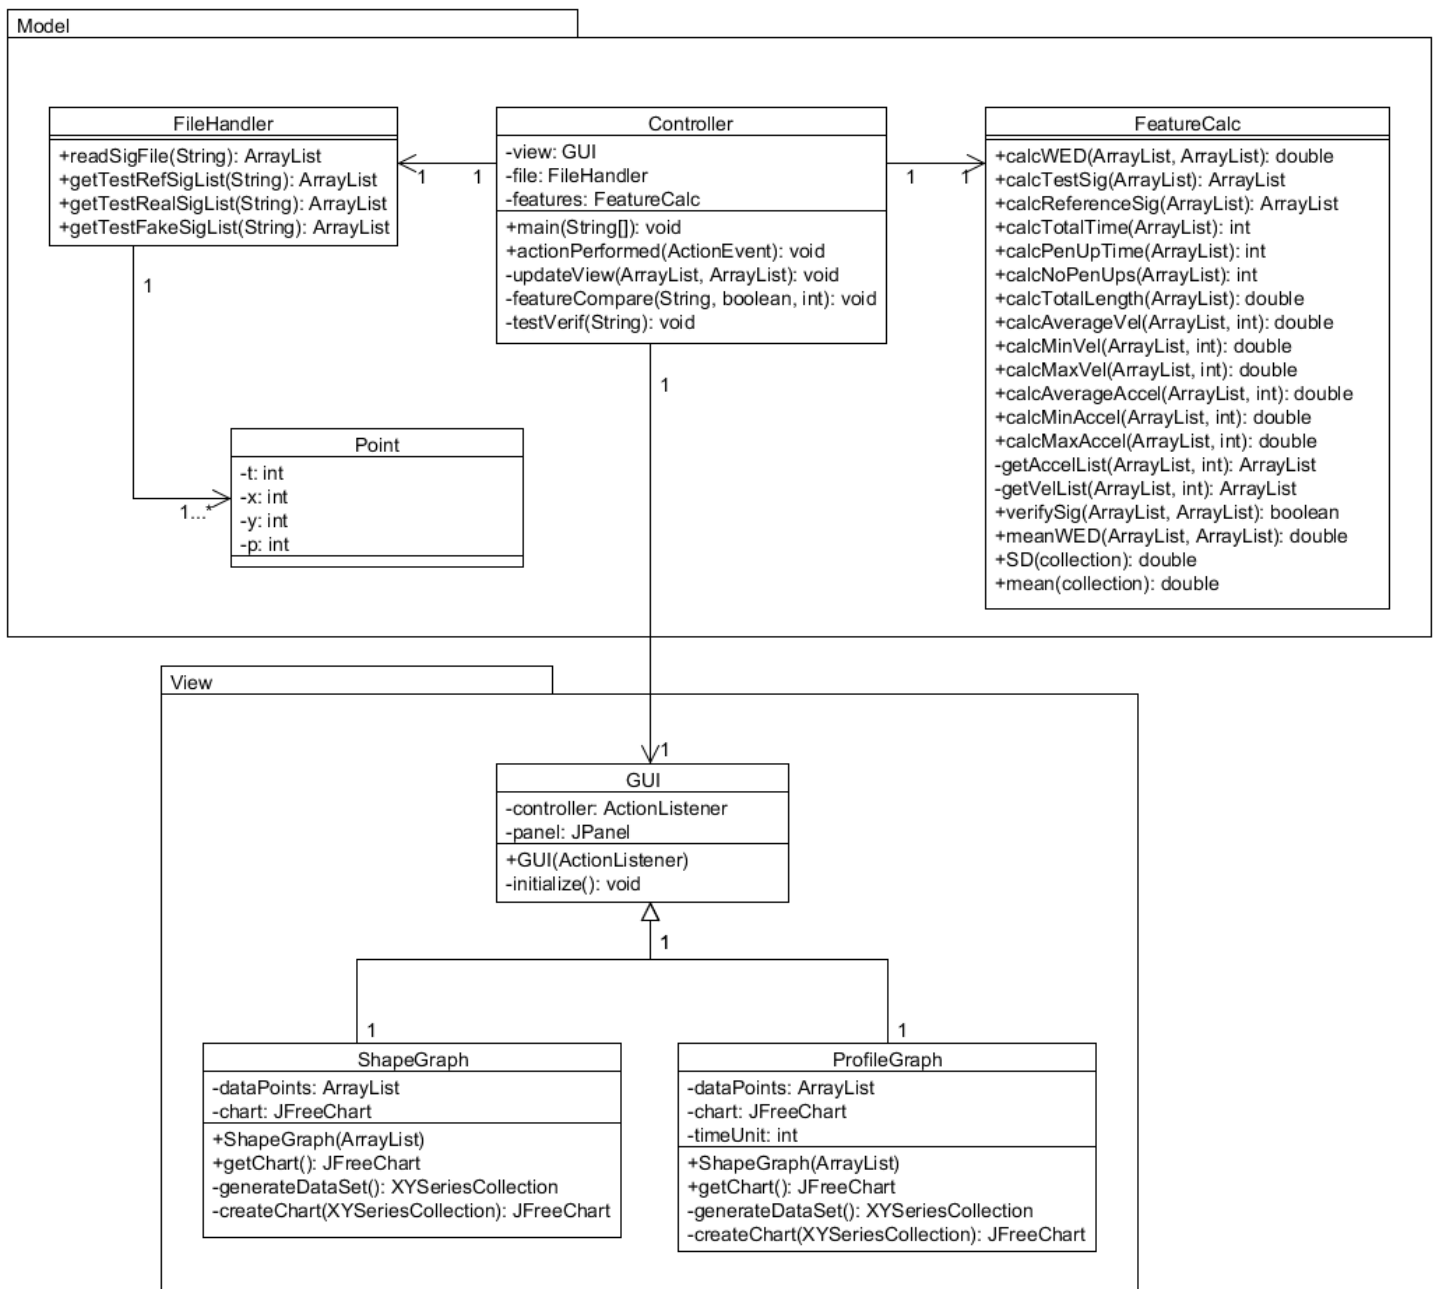 Model
FileHandler
+readSigFile(String): ArrayList
+getTestRefSigList(String): ArrayList
+getTestRealSigList(String): ArrayList
+getTestFakeSigList(String): ArrayList
1
1
Controller
-view: GUI
-file: FileHandler
-features: FeatureCalc
+main(String[]): void
+actionPerformed(ActionEvent): void
-updateView(ArrayList, ArrayList): void
-featureCompare(String, boolean, int): void
-testVerif(String): void
1
1
FeatureCalc
+calcWED(ArrayList, ArrayList): double
+calcTestSig(ArrayList): ArrayList
+calcReferenceSig(ArrayList): ArrayList
+calcTotalTime(ArrayList): int
+calcPenUpTime(ArrayList): int
+calcNoPenUps(ArrayList): int
+calcTotalLength(ArrayList): double
+calcAverageVel(ArrayList, int): double
+calcMinVel(ArrayList, int): double
+calcMaxVel(ArrayList, int): double
+calcAverageAccel(ArrayList, int): double
+calcMinAccel(ArrayList, int): double
+calcMaxAccel(ArrayList, int): double
-getAccelList(ArrayList, int): ArrayList
-getVelList(ArrayList, int): ArrayList
+verifySig(ArrayList, ArrayList): boolean
+meanWED(ArrayList, ArrayList): double
+SD(collection): double
+mean(collection): double
1
1
Point
-t: int
-x: int
-y: int
-p: int
1...*
View
1
GUI
-controller: ActionListener
-panel: JPanel
+GUI(ActionListener)
-initialize(): void
1
1
1
ShapeGraph
-dataPoints: ArrayList
-chart: JFreeChart
+ShapeGraph(ArrayList)
+getChart(): JFreeChart
-generateDataSet(): XYSeriesCollection
-createChart(XYSeriesCollection): JFreeChart
ProfileGraph
-dataPoints: ArrayList
-chart: JFreeChart
-timeUnit: int
+ShapeGraph(ArrayList)
+getChart(): JFreeChart
-generateDataSet(): XYSeriesCollection
-createChart(XYSeriesCollection): JFreeChart